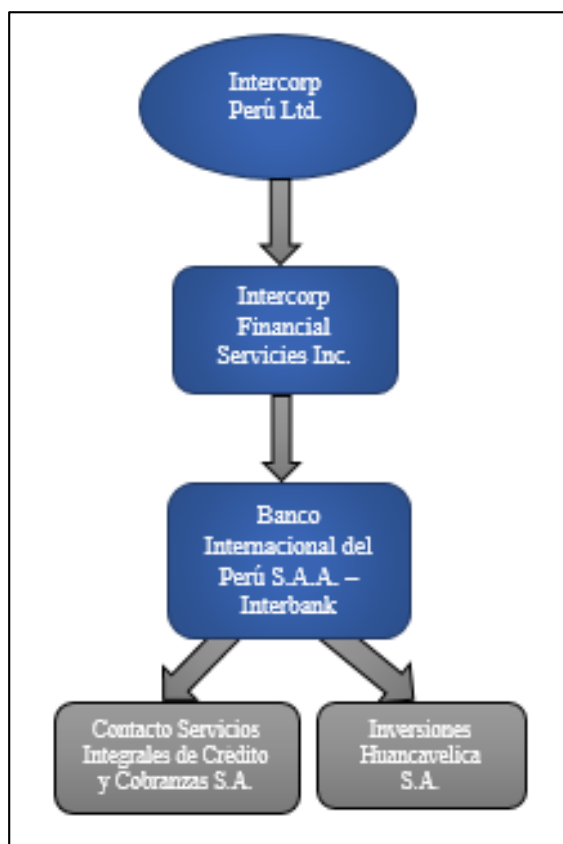 Intercorp
Perú Ltd.
Intercorp
Financial
Servicies Inc.
Banco
Internacional del
Perú S.A.A. –
Interbank
Contacto Servicios
Integrales de Crédito
y Cobranzas S.A.
Inversiones
Huancavelica
S.A.